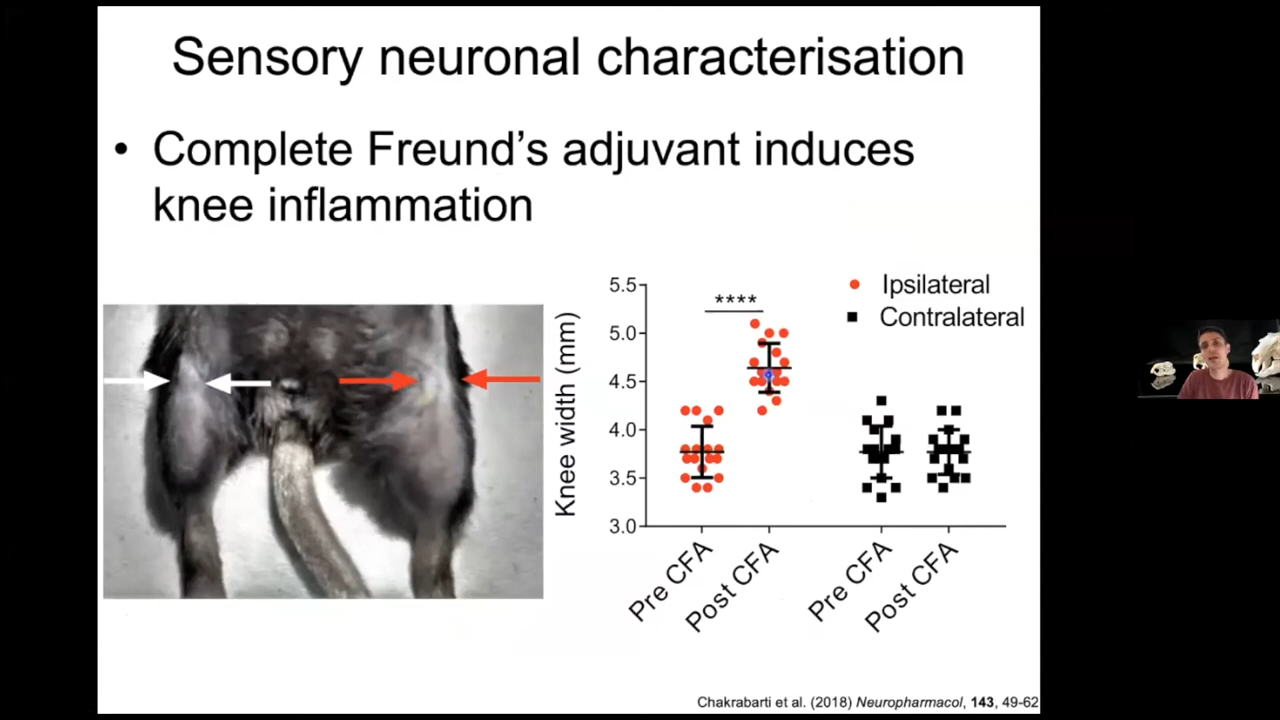 Sensory neuronal characterisation
• Complete Freund's adjuvant induces
knee inflammation
Knee width (mm)
5.5
5.0
4.5
4.0
3.5
3.0
****
Ipsilateral
Contralateral
Pre CFA
Post CFA
Pre CFA
Post CFA
Chakrabarti et al. (2018) Neuropharmacol, 143, 49-62